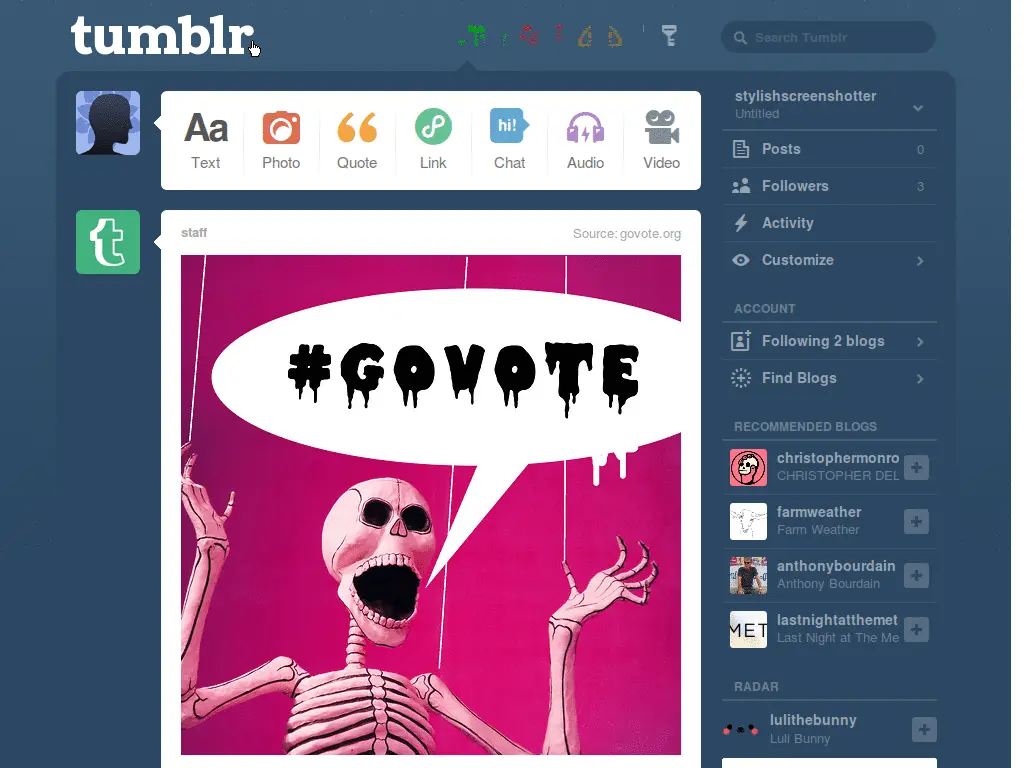 tumblr.
Search Tumblr
Aa
Text
Photo
Quote
Link
hi!
Chat
Audio
Video
t
staff
Source: govote.org
#GOVOTE
stylishscreenshotter
Untitled
Posts 0
Followers 3
Activity
Customize
ACCOUNT
Following 2 blogs
Find Blogs
RECOMMENDED BLOGS
christophermonro
CHRISTOPHER DEL
farmweather
Farm Weather
anthonybourdain
Anthony Bourdain
MET
lastnightatthemet
Last Night at The Me
RADAR
lulithebunny
Luli Bunny